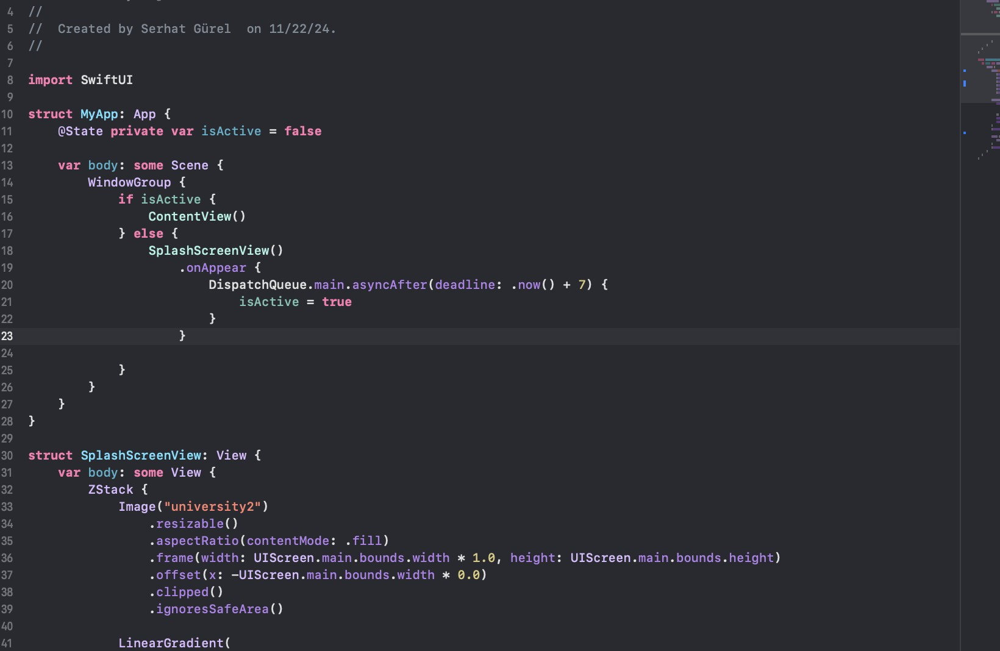 4 //
5 //  Created by Serhat Gürel  on 11/22/24.
6 //
7
8 import SwiftUI
9
10 struct MyApp: App {
11     @State private var isActive = false
12
13     var body: some Scene {
14         WindowGroup {
15             if isActive {
16                 ContentView()
17             } else {
18                 SplashScreenView()
19                     .onAppear {
20                         DispatchQueue.main.asyncAfter(deadline: .now() + 7) {
21                             isActive = true
22                         }
23                     }
24
25             }
26         }
27     }
28 }
29
30 struct SplashScreenView: View {
31     var body: some View {
32         ZStack {
33             Image("university2")
34                 .resizable()
35                 .aspectRatio(contentMode: .fill)
36                 .frame(width: UIScreen.main.bounds.width * 1.0, height: UIScreen.main.bounds.height)
37                 .offset(x: -UIScreen.main.bounds.width * 0.0)
38                 .clipped()
39                 .ignoresSafeArea()
40
41             LinearGradient(